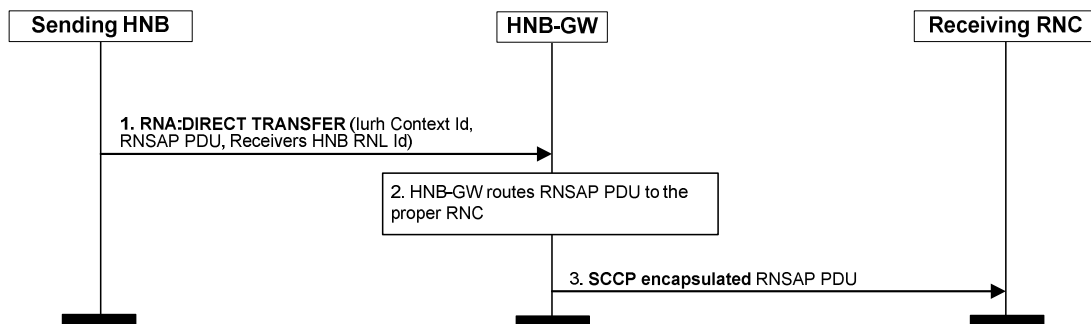 Sending HNB
HNB-GW
Receiving RNC
1. RNA:DIRECT TRANSFER (Iurh Context Id,
RNSAP PDU, Receivers HNB RNL Id)
2. HNB-GW routes RNSAP PDU to the
proper RNC
3. SCCP encapsulated RNSAP PDU